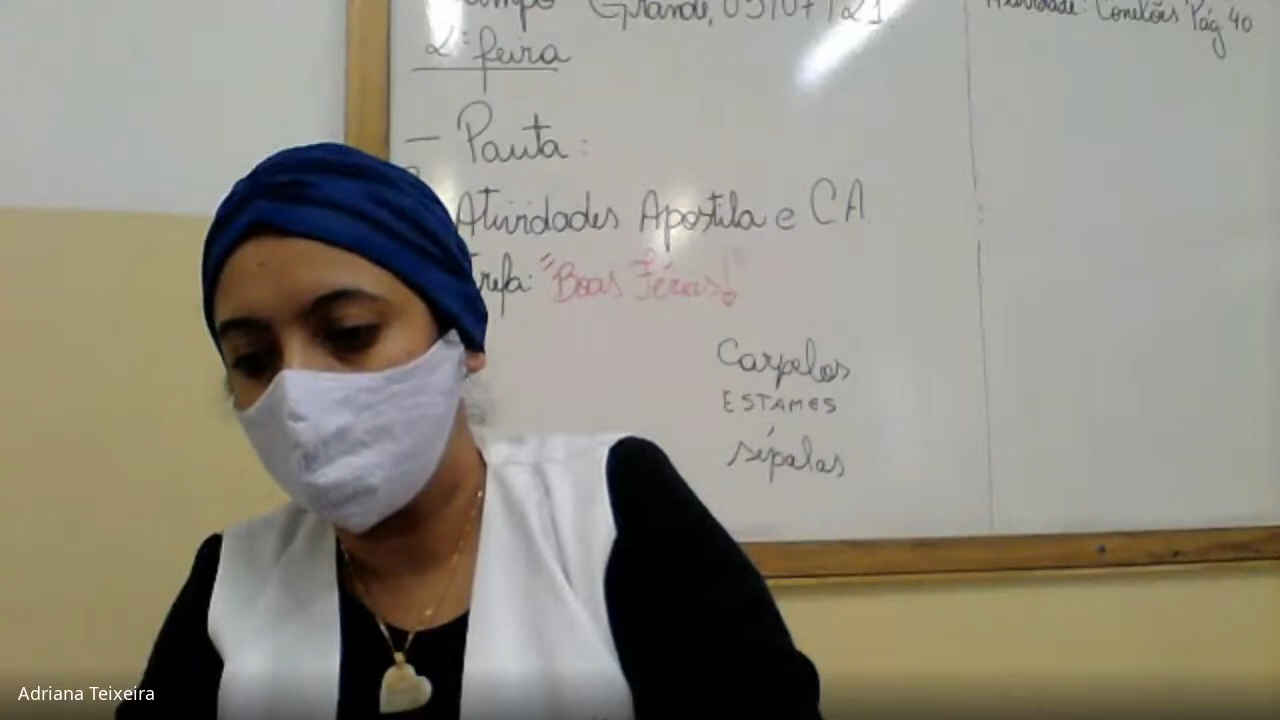 Grande, 05/07/21.
2ª feira
– Pauta:
Atividades Apostila e CA
"Boas Férias!"
Carpelos
ESTAMES
sépalas
Atividade: Conexões Pág 40
Adriana Teixeira